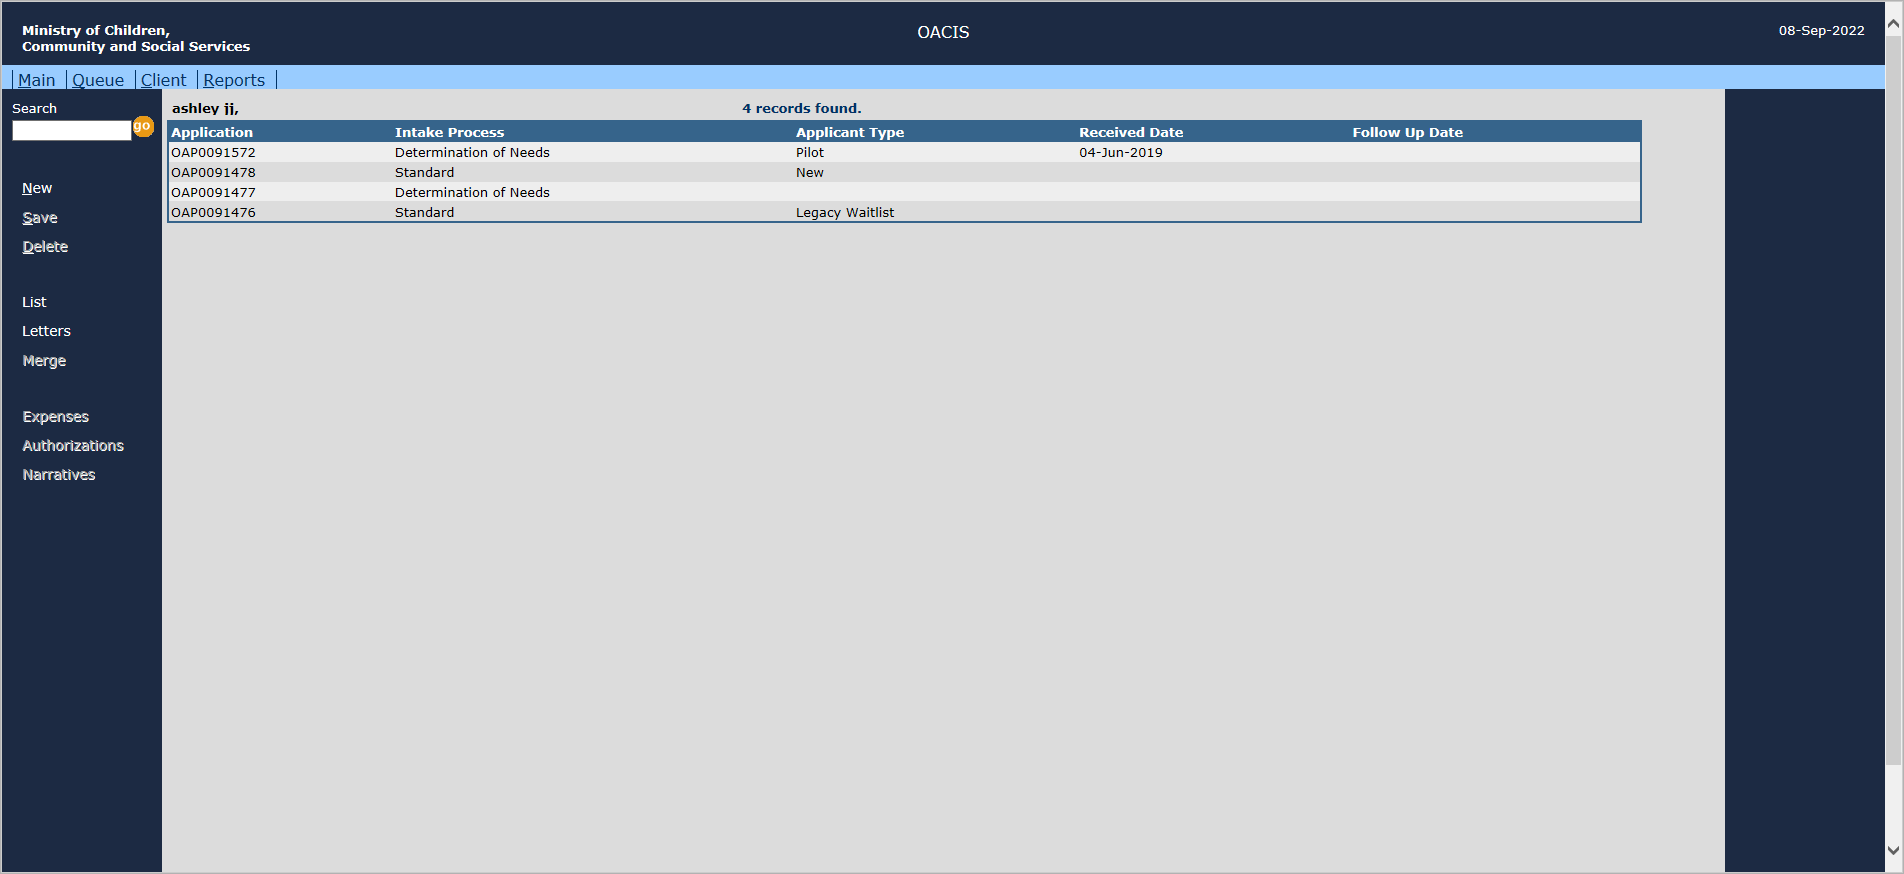 Ministry of Children,
Community and Social Services
OACIS
08-Sep-2022
Main Queue Client Reports
Search
go
New
Save
Delete
List
Letters
Merge
Expenses
Authorizations
Narratives
ashley jj, 4 records found.
Application Intake Process Applicant Type Received Date Follow Up Date
OAP0091572 Determination of Needs Pilot 04-Jun-2019
OAP0091478 Standard New
OAP0091477 Determination of Needs
OAP0091476 Standard Legacy Waitlist